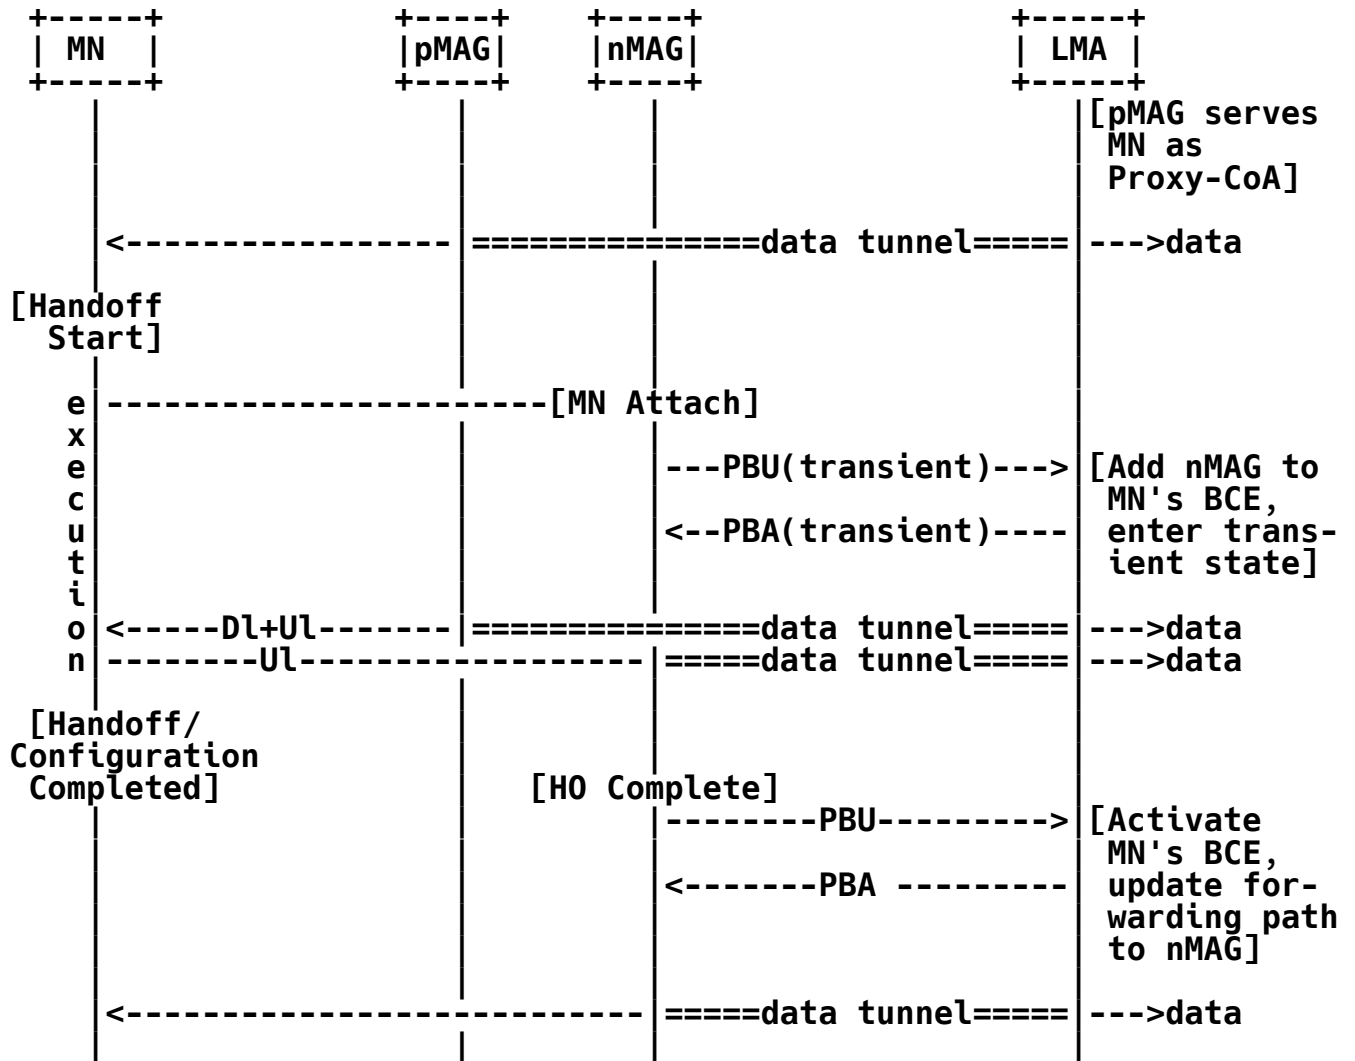 +-----+            +----+    +----+                +-----+
| MN  |            |pMAG|    |nMAG|                | LMA |
+-----+            +----+    +----+                +-----+
   |                  |         |                     |[pMAG serves
   |                  |         |                     | MN as
   |                  |         |                     | Proxy-CoA]
   |                  |         |                     |
   |<-----------------|===============data tunnel=====|--->data
   |                  |         |                     |
[Handoff              |         |                     |
  Start]              |         |                     |
   |                  |         |                     |
  e|-----------------------[MN Attach]                |
  x|                  |         |                     |
  e|                  |         |---PBU(transient)--->|[Add nMAG to
  c|                  |         |                     | MN's BCE,
  u|                  |         |<--PBA(transient)----| enter trans-
  t|                  |         |                     | ient state]
  i|                  |         |                     |
  o|<-----Dl+Ul-------|===============data tunnel=====|--->data
  n|--------Ul------------------|=====data tunnel=====|--->data
   |                  |         |                     |
[Handoff/             |         |                     |
Configuration         |         |                     |
Completed]            |   [HO Complete]               |
   |                  |         |--------PBU--------->|[Activate
   |                  |         |                     | MN's BCE,
   |                  |         |<-------PBA ---------| update for-
   |                  |         |                     | warding path
   |                  |         |                     | to nMAG]
   |                  |         |                     |
   |<---------------------------|=====data tunnel=====|--->data
   |                  |         |                     |